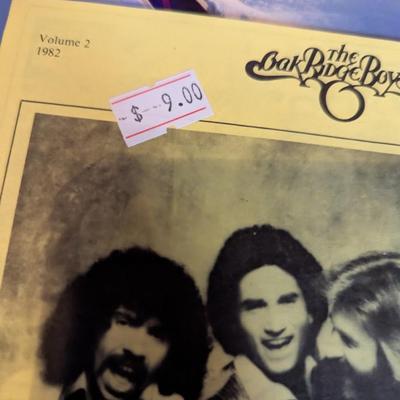 Volume 2
1982
The
Oak Ridge Boys
- $ -- 9.00